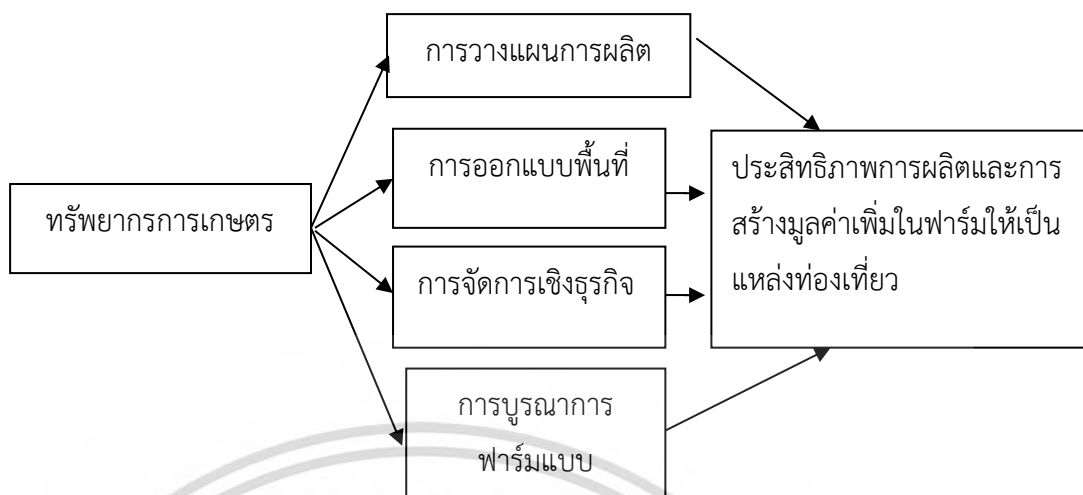 การวางแผนการผลิต
การออกแบบพื้นที่
ทรัพยากรการเกษตร
การจัดการเชิงธุรกิจ
การบูรณาการ
ฟาร์มแบบ
ประสิทธิภาพการผลิตและการ
สร้างมูลค่าเพิ่มในฟาร์มให้เป็น
แหล่งท่องเที่ยว